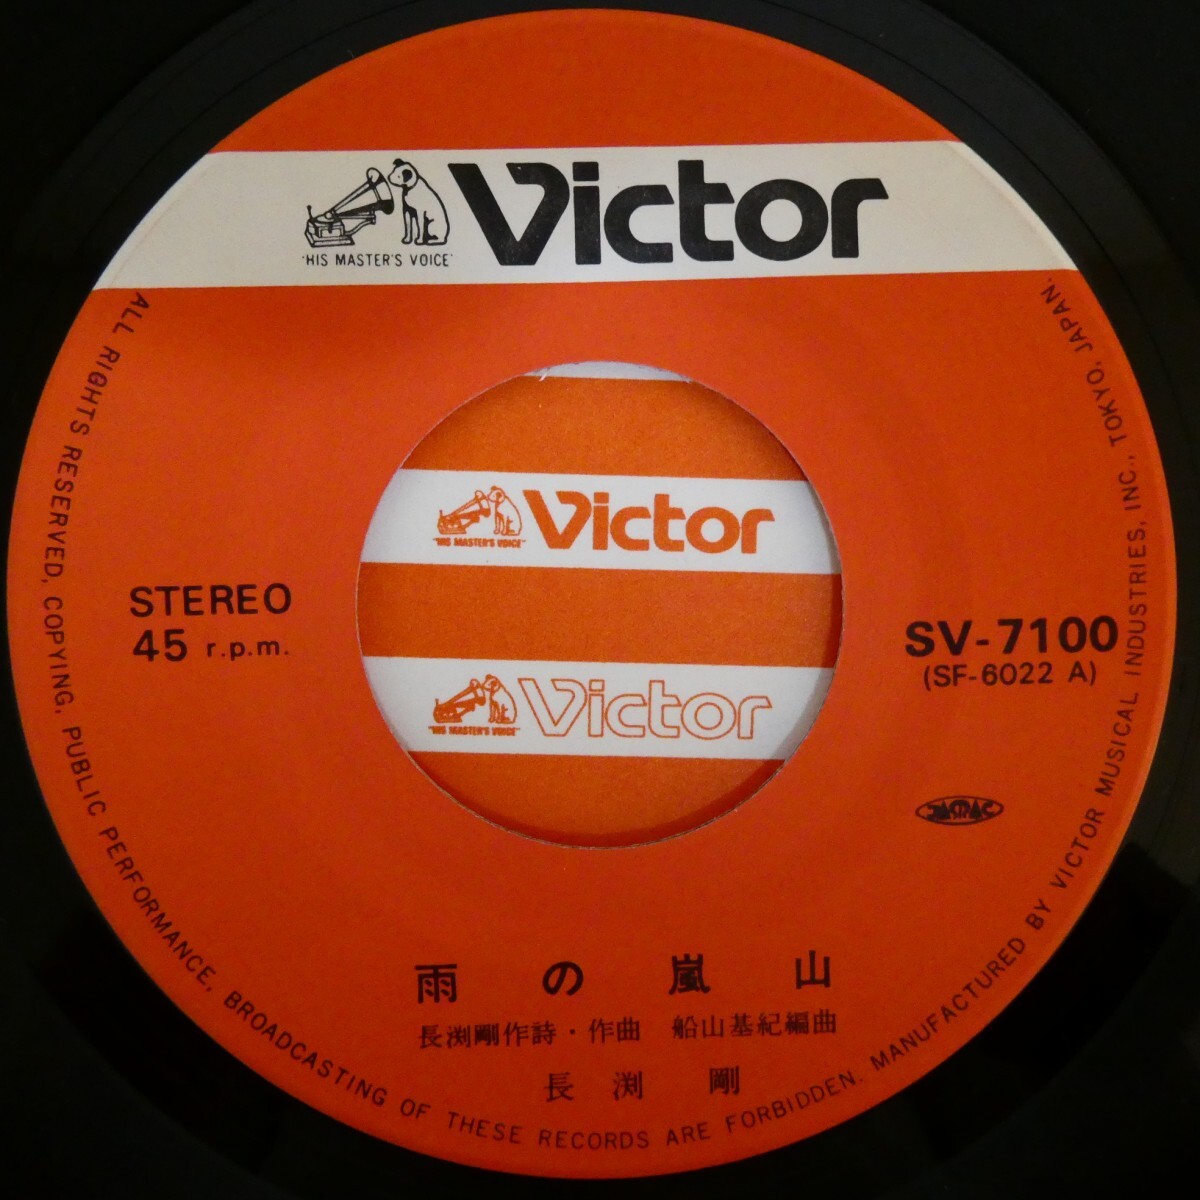 Victor
'HIS MASTER'S VOICE'
ALL RIGHTS RESERVED, COPYING, PUBLIC PERFORMANCE, BROADCASTING OF THESE RECORDS ARE FORBIDDEN. MANUFACTURED BY VICTOR MUSICAL INDUSTRIES, INC., TOKYO, JAPAN.
Victor
"HIS MASTER'S VOICE"
STEREO
45 r.p.m.
SV-7100
(SF-6022 A)
Victor
"HIS MASTER'S VOICE"
JASRAC
雨の嵐山
長渕剛作詩・作曲 船山基紀編曲
長渕 剛